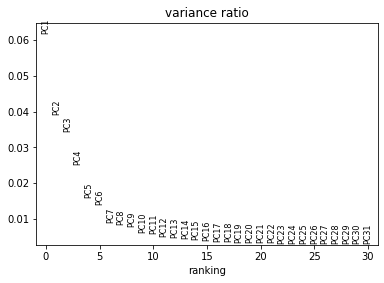 variance ratio
0.06
0.05
0.04
0.03
0.02
0.01
PC1
PC2
PC3
PC4
PC5
PC6
PC7
PC8
PC9
PC10
PC11
PC12
PC13
PC14
PC15
PC16
PC17
PC18
PC19
PC20
PC21
PC22
PC23
PC24
PC25
PC26
PC27
PC28
PC29
PC30
PC31
0 5 10 15 20 25 30
ranking